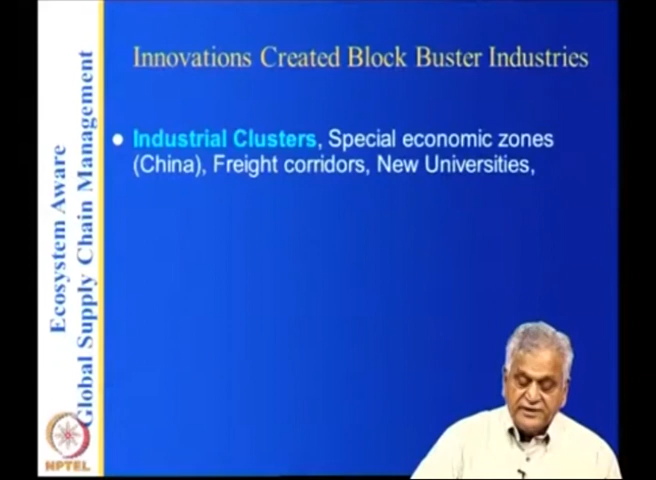 Innovations Created Block Buster Industries
Ecosystem Aware
Global Supply Chain Management
● Industrial Clusters, Special economic zones
(China), Freight corridors, New Universities,
NPTEL